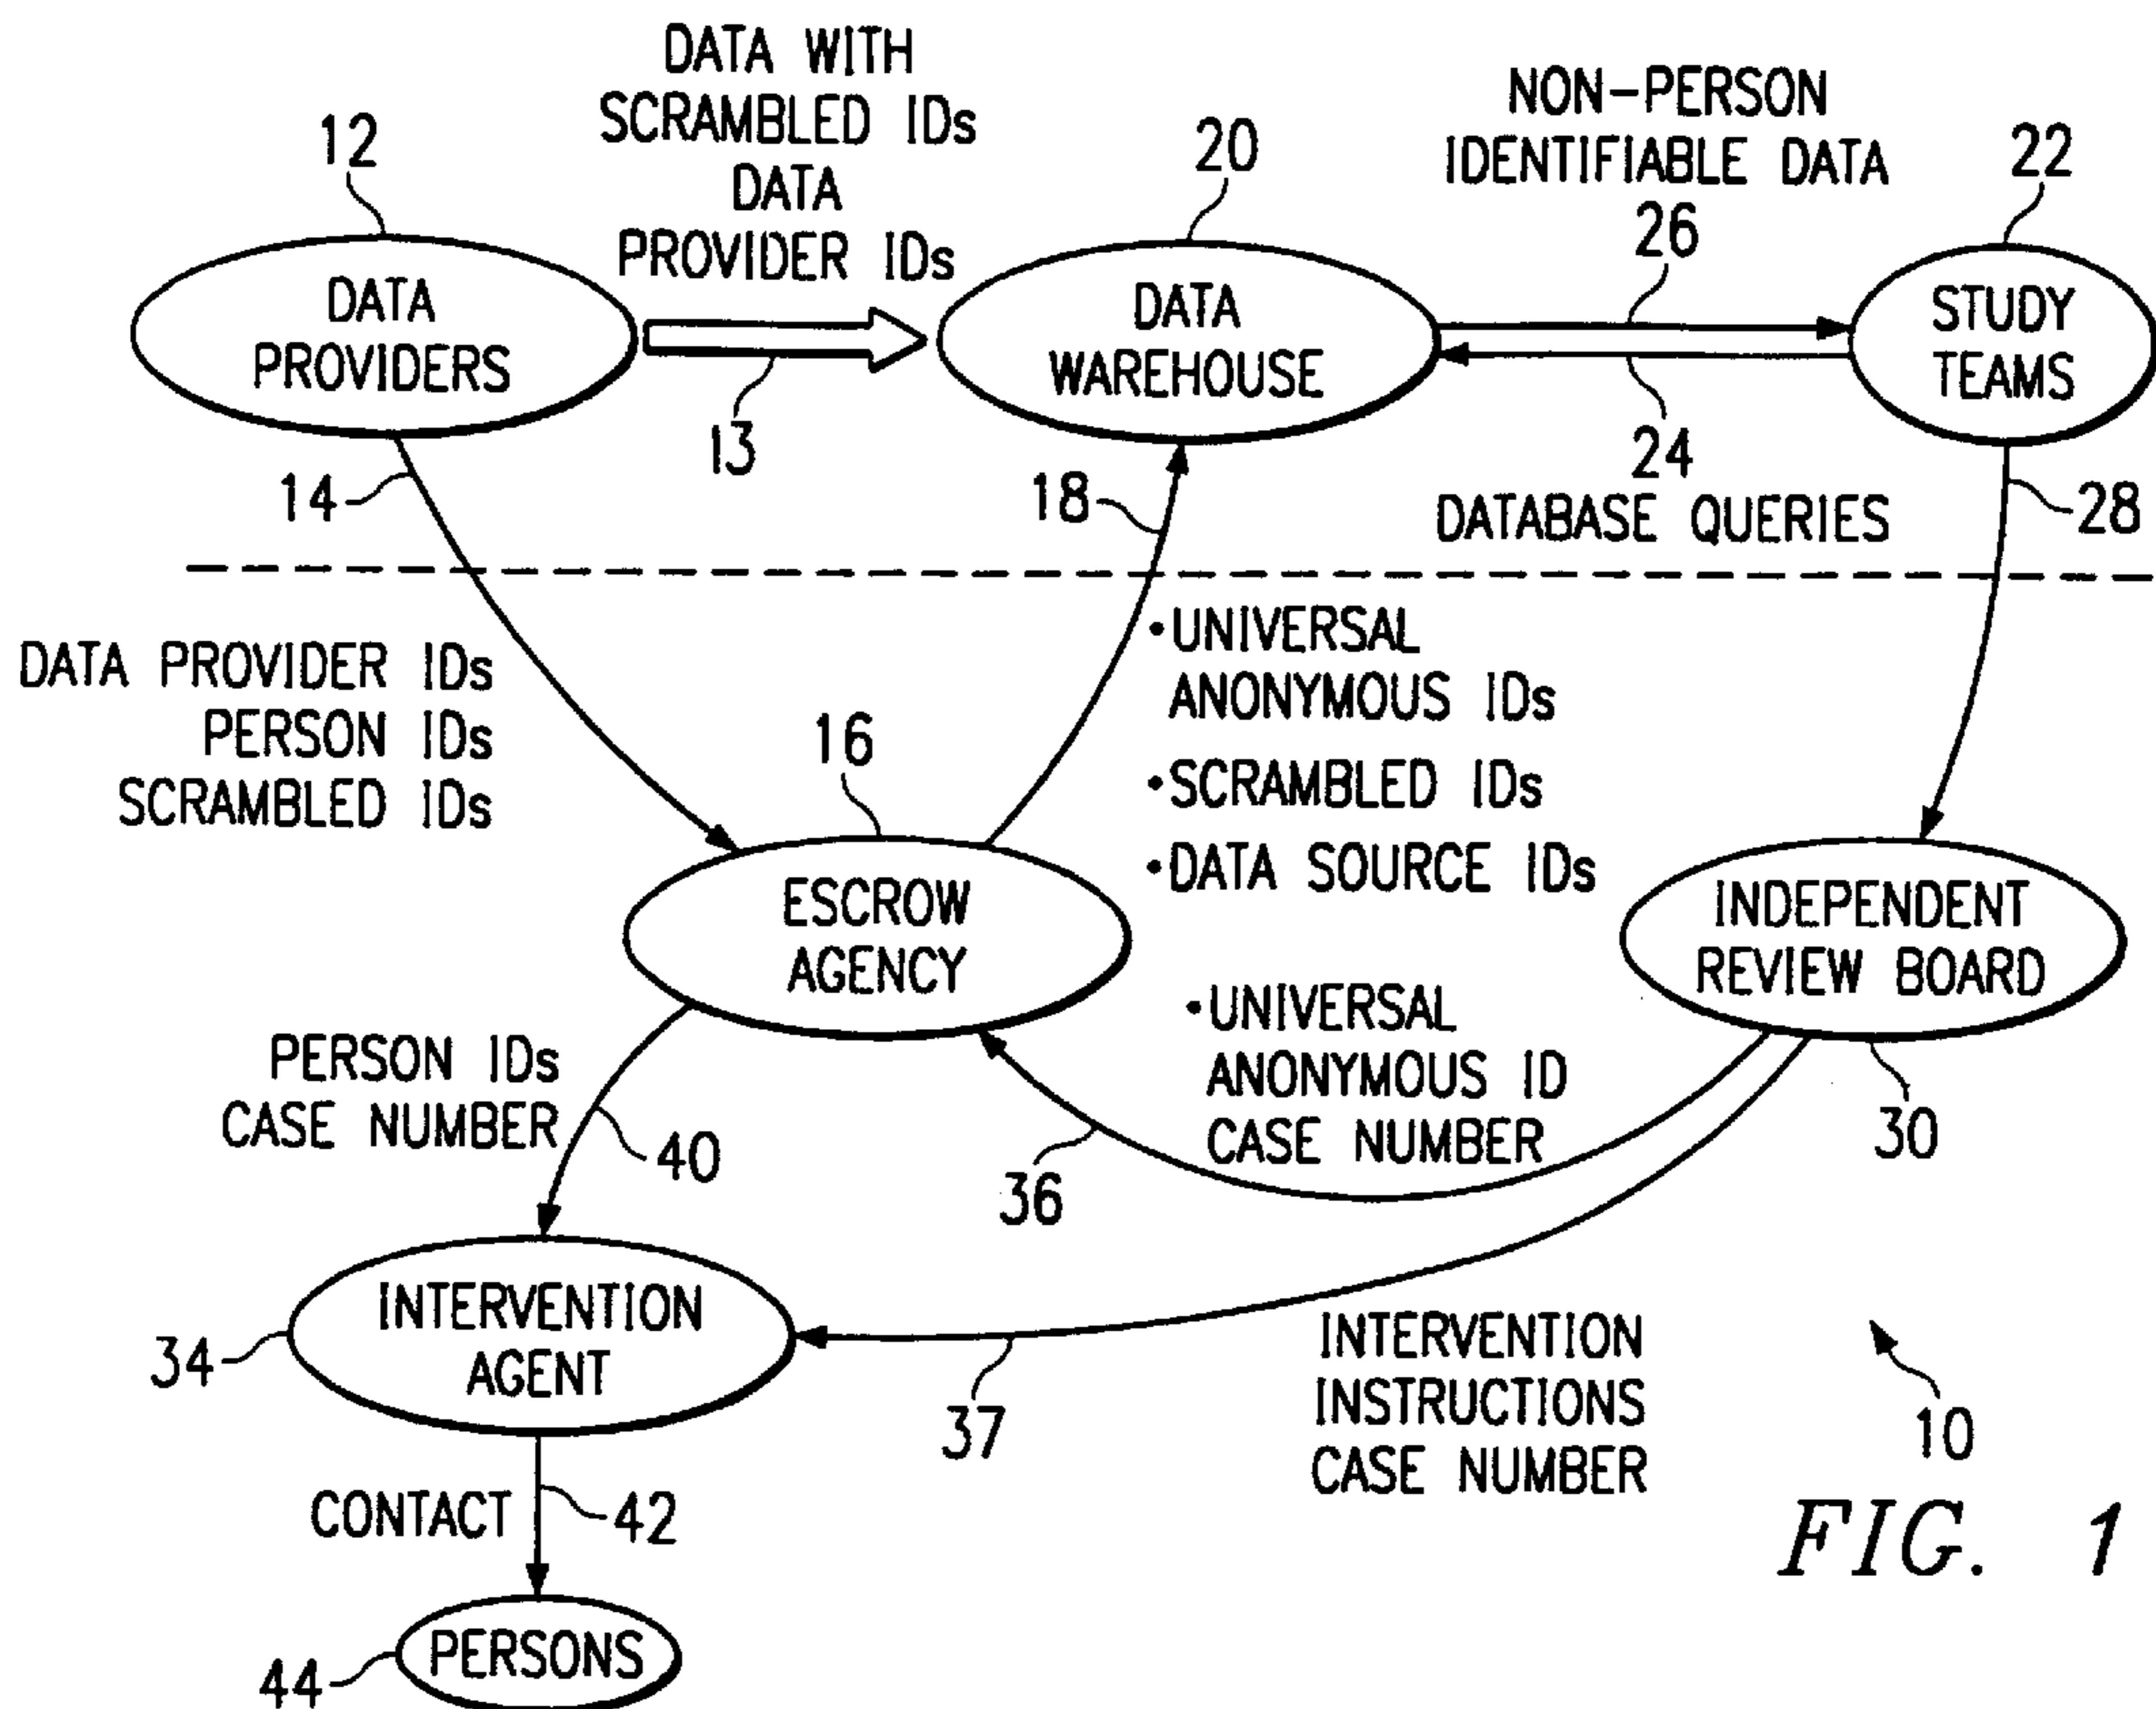 DATA WITH
SCRAMBLED IDs
DATA
PROVIDER IDs
NON-PERSON
IDENTIFIABLE DATA
12
20
26
22
DATA
PROVIDERS
DATA
WAREHOUSE
STUDY
TEAMS
13
14
18
24
DATABASE QUERIES
28
DATA PROVIDER IDs
PERSON IDs
SCRAMBLED IDs
•UNIVERSAL
ANONYMOUS IDs
•SCRAMBLED IDs
•DATA SOURCE IDs
16
ESCROW
AGENCY
INDEPENDENT
REVIEW BOARD
30
PERSON IDs
CASE NUMBER
40
•UNIVERSAL
ANONYMOUS ID
CASE NUMBER
36
INTERVENTION
AGENT
34
37
INTERVENTION
INSTRUCTIONS
CASE NUMBER
10
CONTACT
42
PERSONS
44
FIG. 1